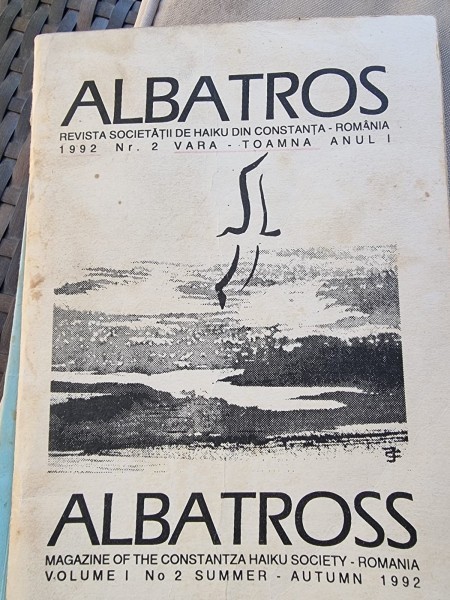 ALBATROS
REVISTA SOCIETĂȚII DE HAIKU DIN CONSTANȚA - ROMÂNIA
1992 Nr. 2 VARA - TOAMNA ANUL I
ALBATROSS
MAGAZINE OF THE CONSTANTZA HAIKU SOCIETY - ROMANIA
VOLUME I No 2 SUMMER - AUTUMN 1992